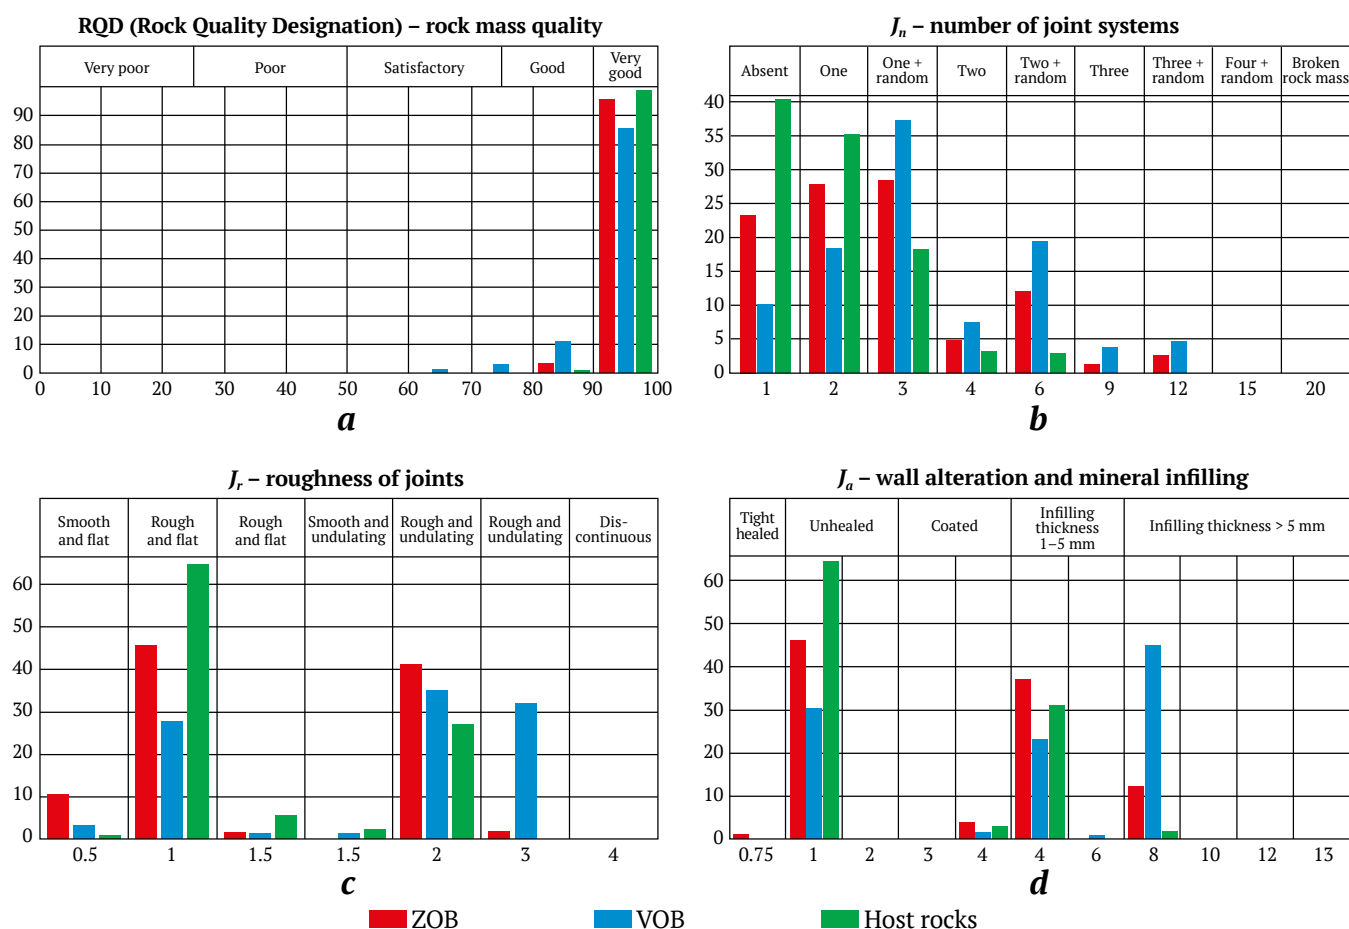 RQD (Rock Quality Designation) – rock mass quality
Very poor
Poor
Satisfactory
Good
Very
good
90
80
70
60
50
40
30
20
10
0
0 10 20 30 40 50 60 70 80 90 100
a
Jn – number of joint systems
Absent
One
One +
random
Two
Two +
random
Three
Three +
random
Four +
random
Broken
rock mass
40
35
30
25
20
15
10
5
0
1 2 3 4 6 9 12 15 20
b
Jr – roughness of joints
Smooth
and flat
Rough
and flat
Rough
and flat
Smooth and
undulating
Rough and
undulating
Rough and
undulating
Dis-
continuous
60
50
40
30
20
10
0
0.5 1 1.5 1.5 2 3 4
c
Ja – wall alteration and mineral infilling
Tight
healed
Unhealed
Coated
Infilling
thickness
1–5 mm
Infilling thickness > 5 mm
60
50
40
30
20
10
0
0.75 1 2 3 4 4 6 8 10 12 13
d
ZOB
VOB
Host rocks